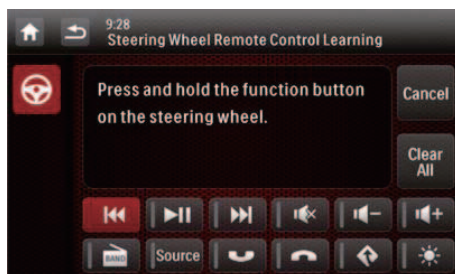 9:28
Steering Wheel Remote Control Learning
Press and hold the function button
on the steering wheel.
Cancel
Clear
All
BAND
Source